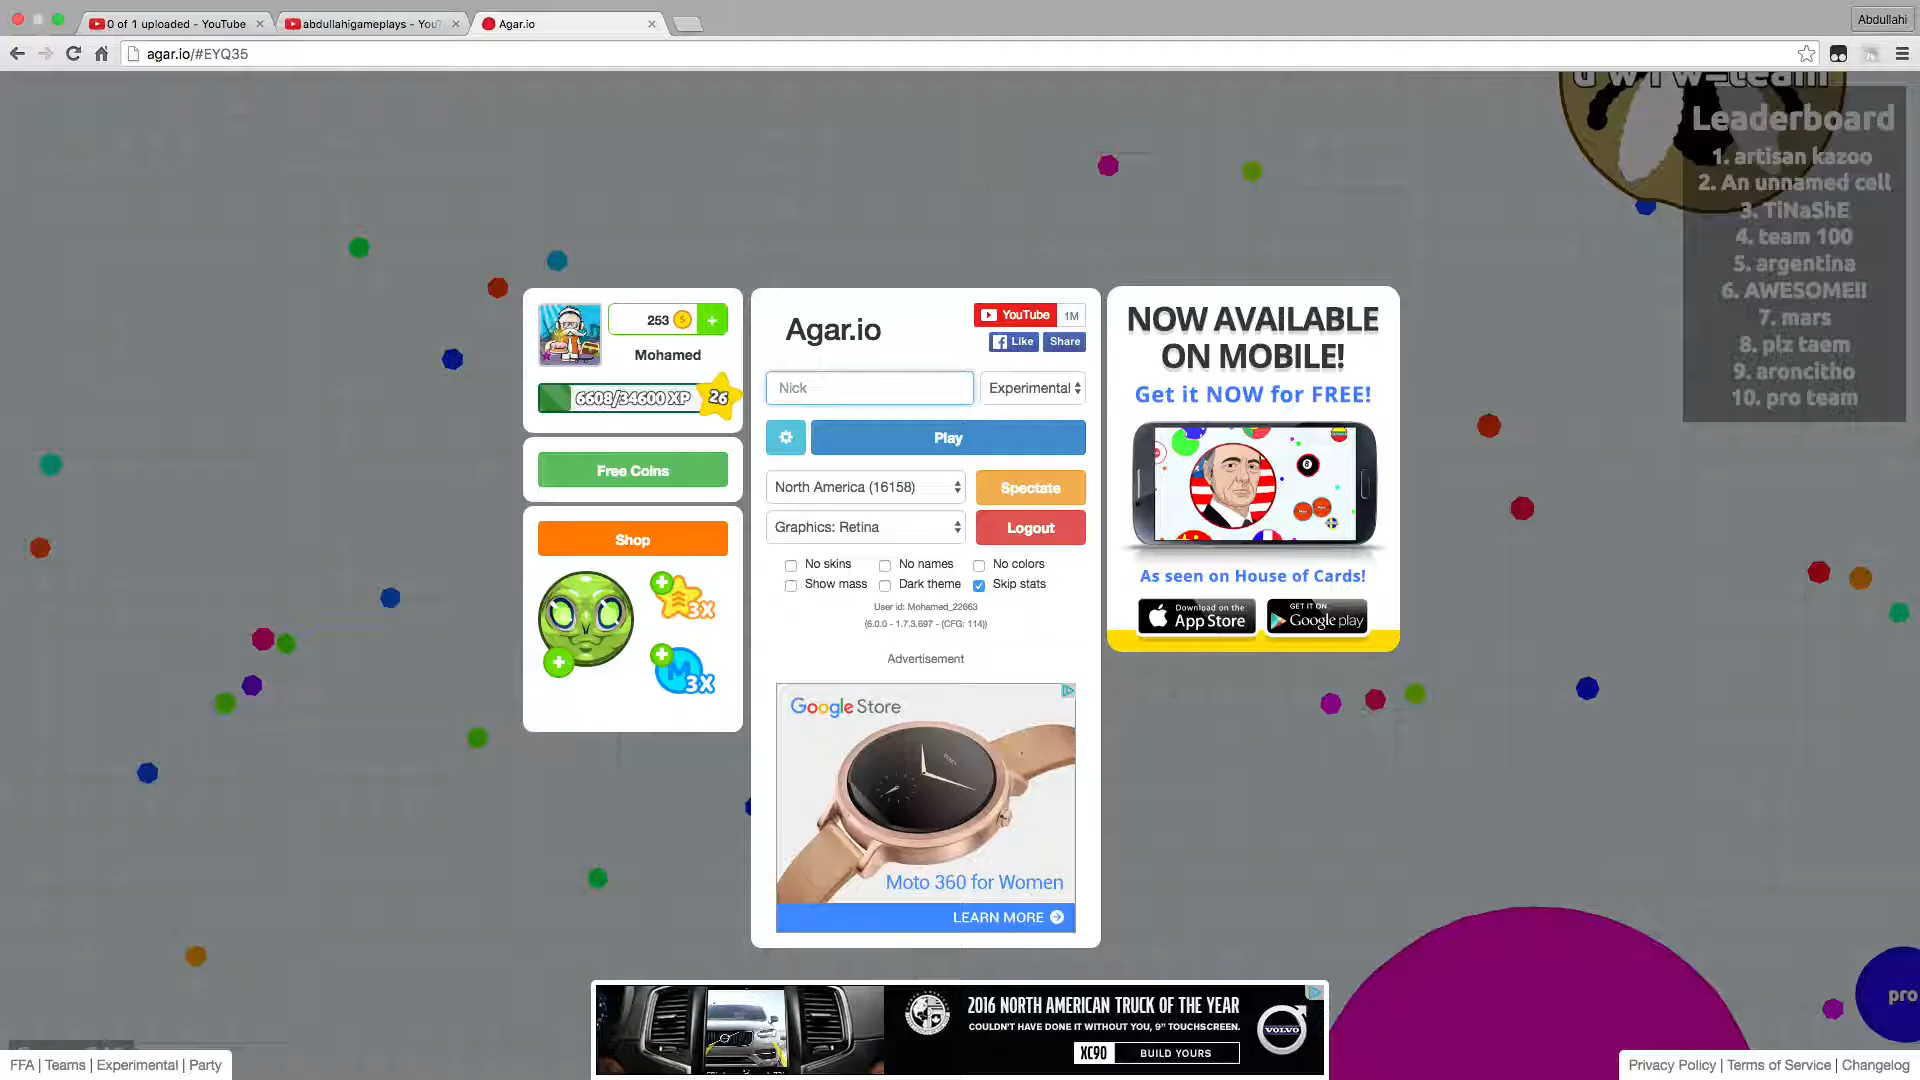 0 of 1 uploaded - YouTube
abdullahigameplays - YouT
Agar.io
Abdullahi
agar.io/#EYQ35
Leaderboard
1. artisan kazoo
2. An unnamed cell
3. TiNaShE
4. team 100
5. argentina
6. AWESOME!!
7. mars
8. plz taem
9. aroncitho
10. pro team
253
Mohamed
6608/34600 XP
26
Free Coins
Shop
3X
M
3X
Agar.io
YouTube 1M
Like Share
Nick
Experimental
Play
North America (16158)
Spectate
Graphics: Retina
Logout
No skins No names No colors
Show mass Dark theme Skip stats
User id: Mohamed_22663
(6.0.0 - 1.7.3.697 - (CFG: 114))
Advertisement
Google Store
Moto 360 for Women
LEARN MORE
NOW AVAILABLE
ON MOBILE!
Get it NOW for FREE!
8
As seen on House of Cards!
Download on the
App Store
GET IT ON
Google play
2016 NORTH AMERICAN TRUCK OF THE YEAR
COULDN'T HAVE DONE IT WITHOUT YOU, 9" TOUCHSCREEN.
XC90 BUILD YOURS
VOLVO
pro
FFA | Teams | Experimental | Party
Privacy Policy | Terms of Service | Changelog